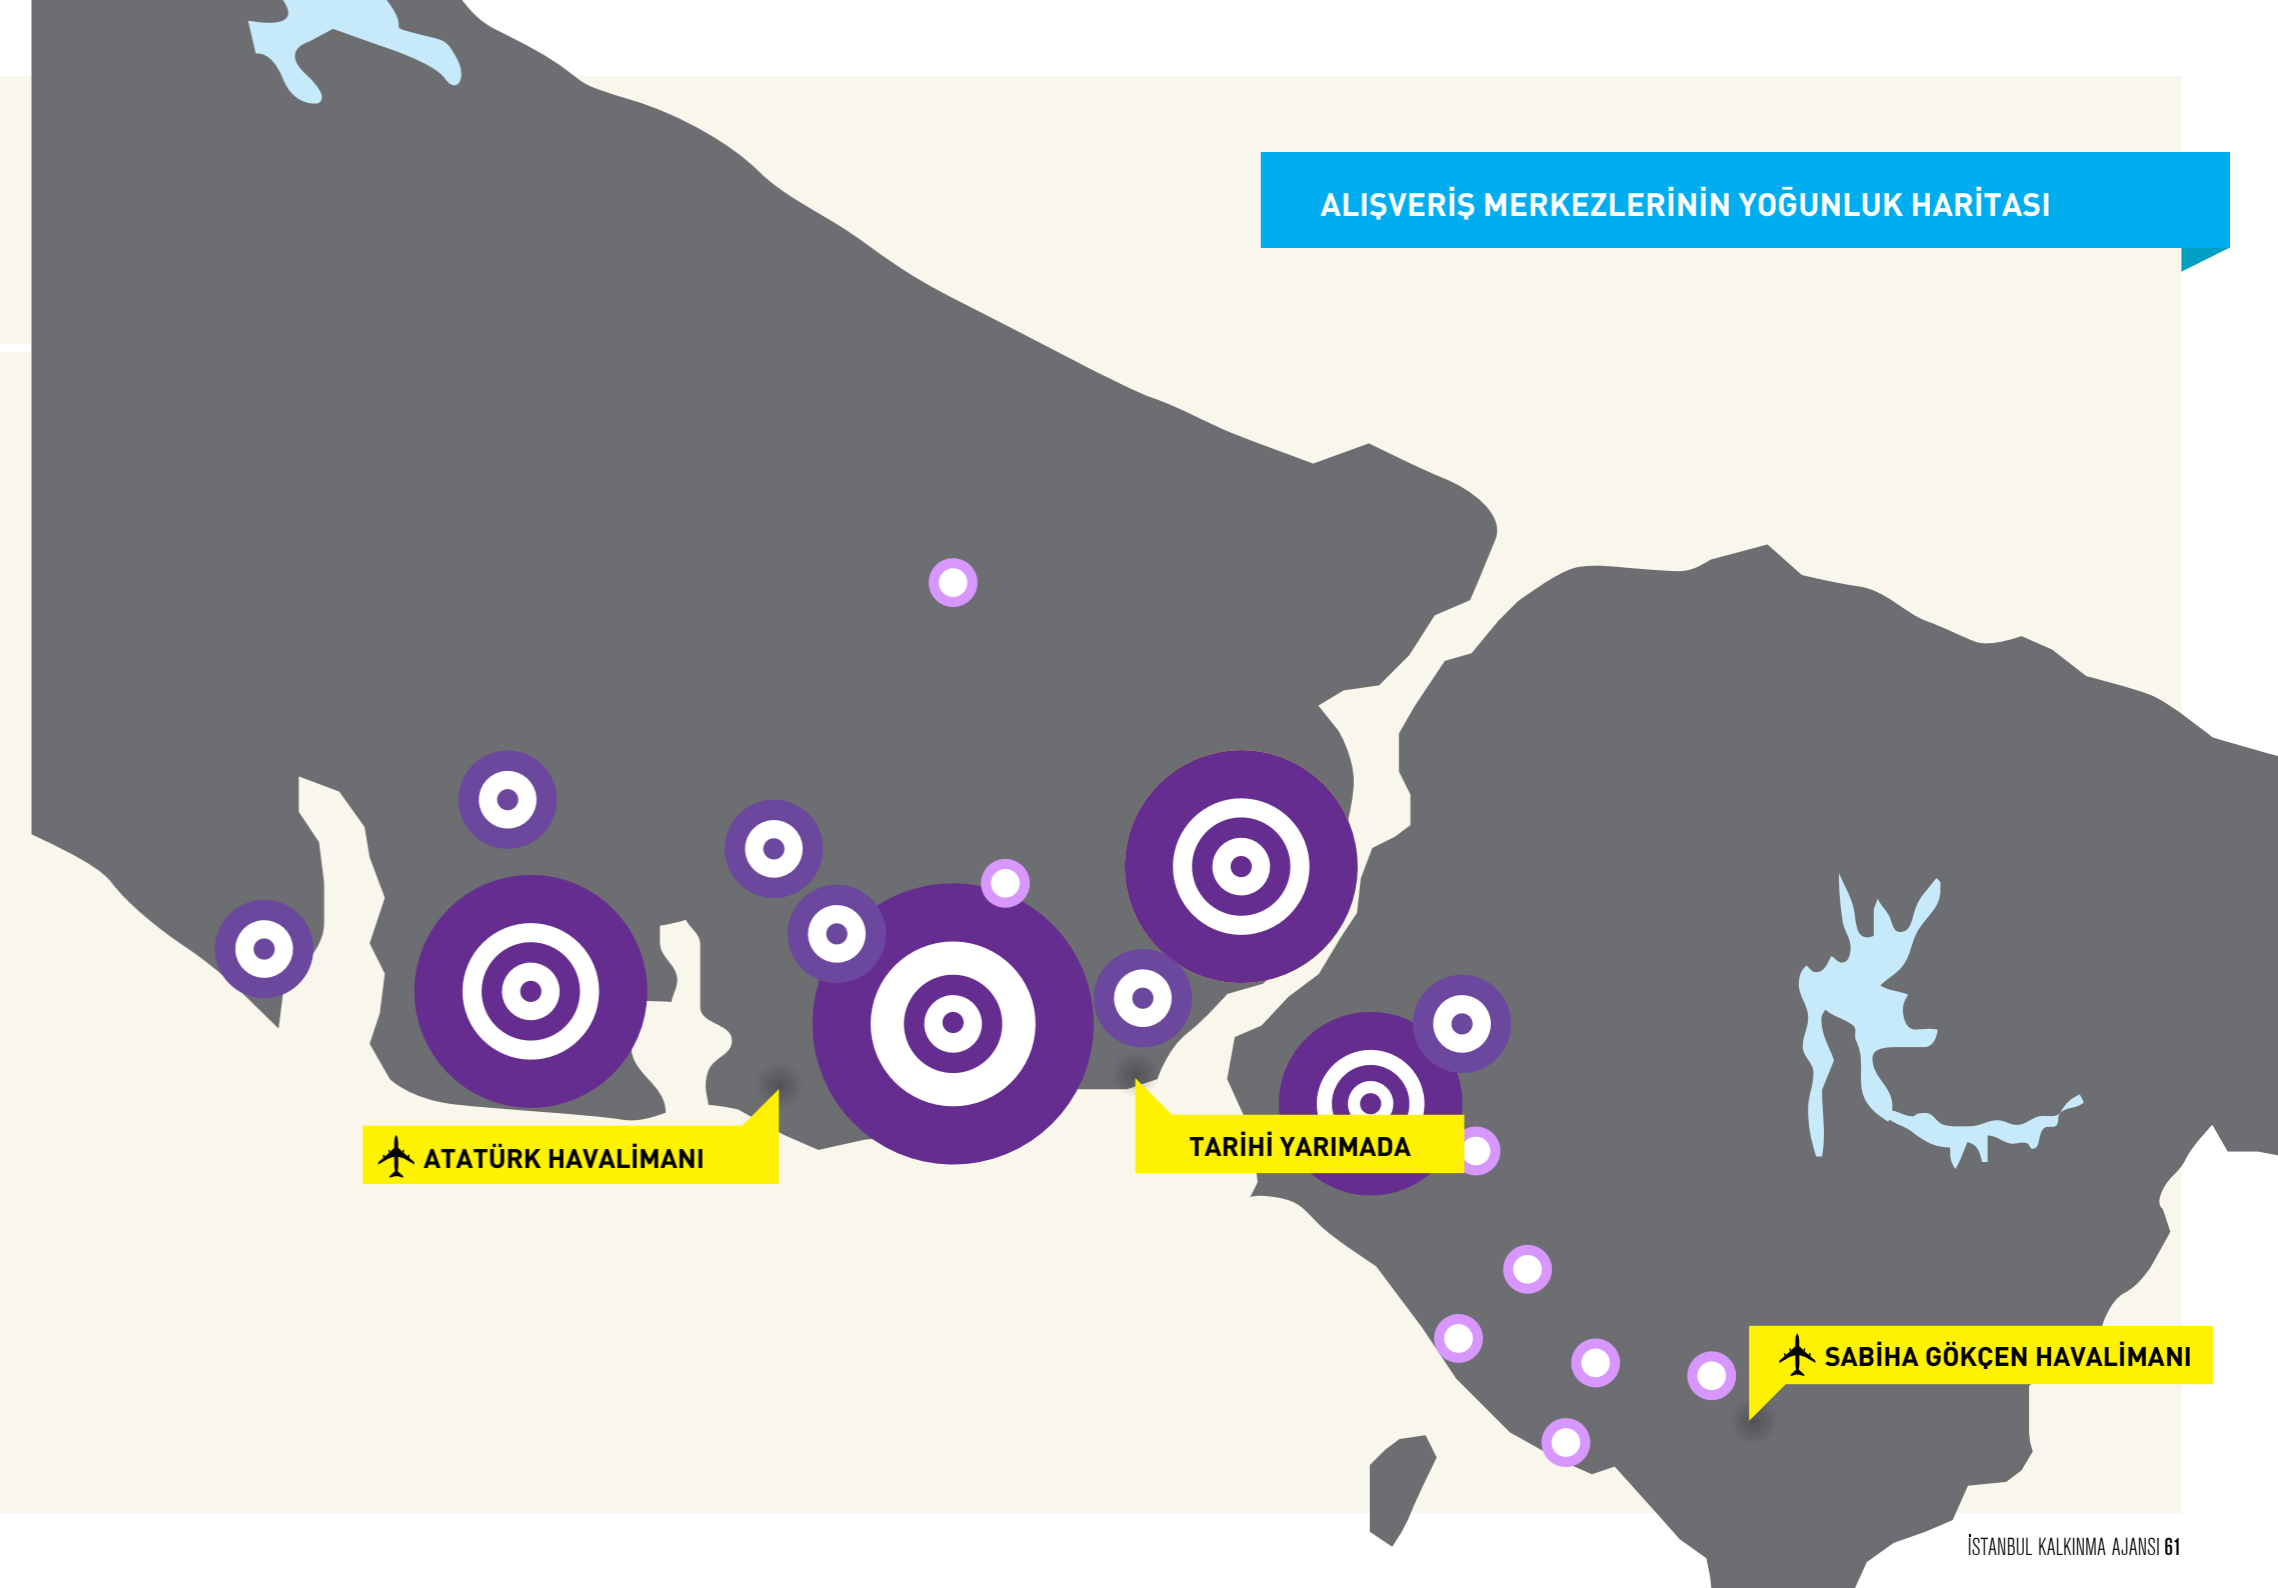 ALIŞVERİŞ MERKEZLERİNİN YOĞUNLUK HARİTASI
ATATÜRK HAVALİMANI
TARİHİ YARIMADA
SABİHA GÖKÇEN HAVALİMANI
İSTANBUL KALKINMA AJANSI 61